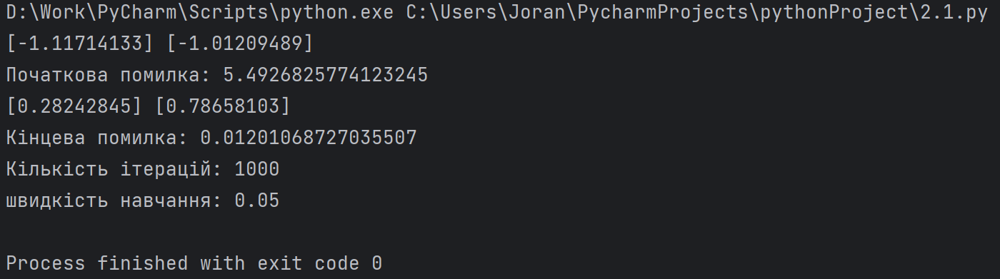 D:\Work\PyCharm\Scripts\python.exe C:\Users\Joran\PycharmProjects\pythonProject\2.1.py
[-1.11714133] [-1.01209489]
Початкова помилка: 5.4926825774123245
[0.28242845] [0.78658103]
Кінцева помилка: 0.01201068727035507
Кількість ітерацій: 1000
швидкість навчання: 0.05
Process finished with exit code 0